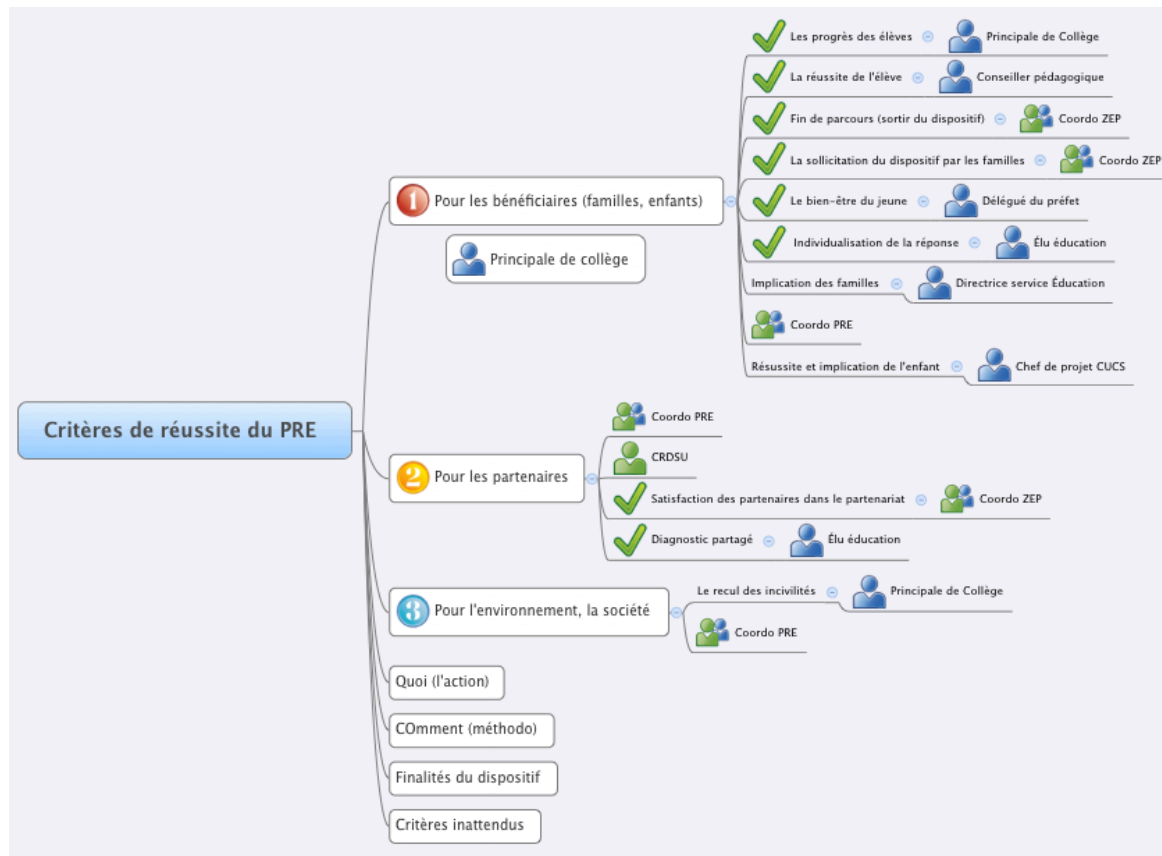 Critères de réussite du PRE
1 Pour les bénéficiaires (familles, enfants)
Les progrès des élèves Principale de Collège
La réussite de l'élève Conseiller pédagogique
Fin de parcours (sortir du dispositif) Coordo ZEP
La sollicitation du dispositif par les familles Coordo ZEP
Le bien-être du jeune Délégué du préfet
Individualisation de la réponse Élu éducation
Implication des familles Directrice service Éducation
Coordo PRE
Résussite et implication de l'enfant Chef de projet CUCS
Principale de collège
2 Pour les partenaires
Coordo PRE
CRDSU
Satisfaction des partenaires dans le partenariat Coordo ZEP
Diagnostic partagé Élu éducation
3 Pour l'environnement, la société
Le recul des incivilités Principale de Collège
Coordo PRE
Quoi (l'action)
COmment (méthodo)
Finalités du dispositif
Critères inattendus